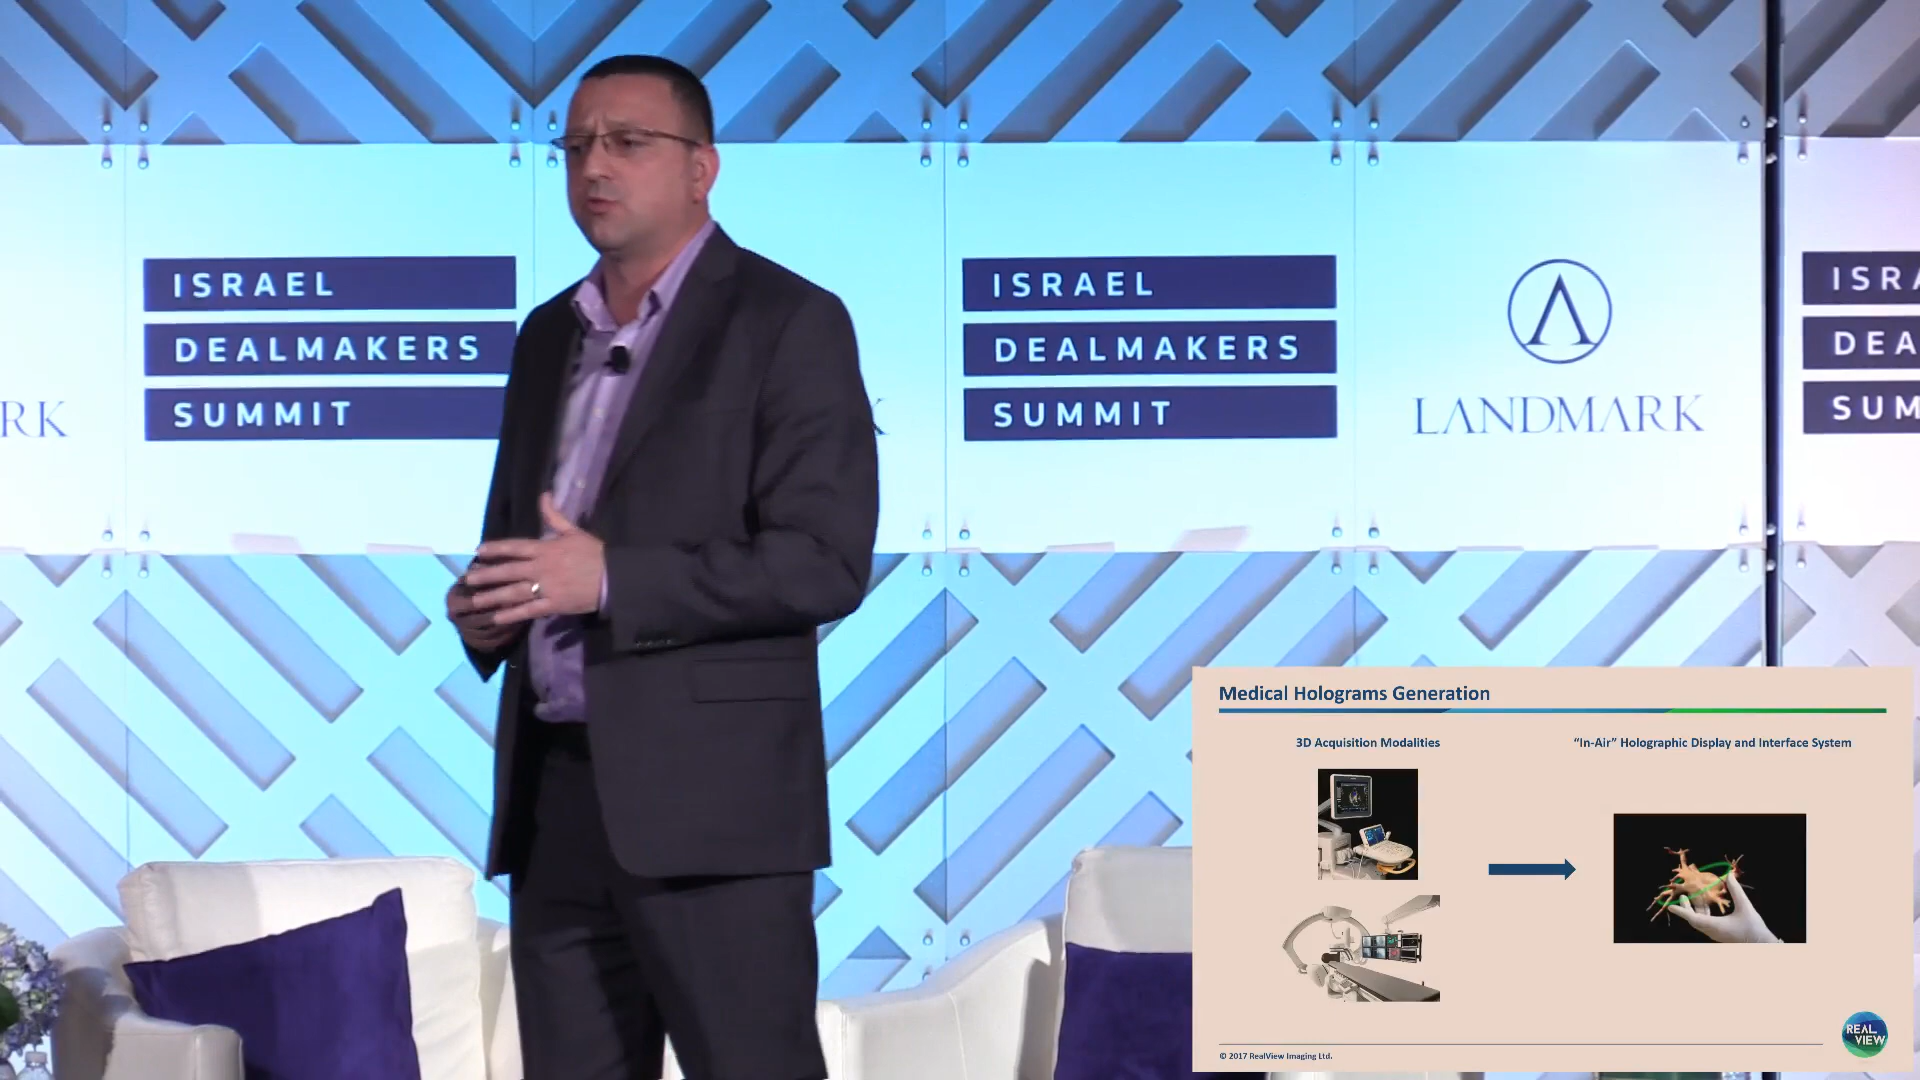 RK
ISRAEL
DEALMAKERS
SUMMIT
K
ISRAEL
DEALMAKERS
SUMMIT
LANDMARK
ISRA
DEA
SUM
Medical Holograms Generation
3D Acquisition Modalities
“In-Air” Holographic Display and Interface System
REAL
VIEW
© 2017 RealView Imaging Ltd.